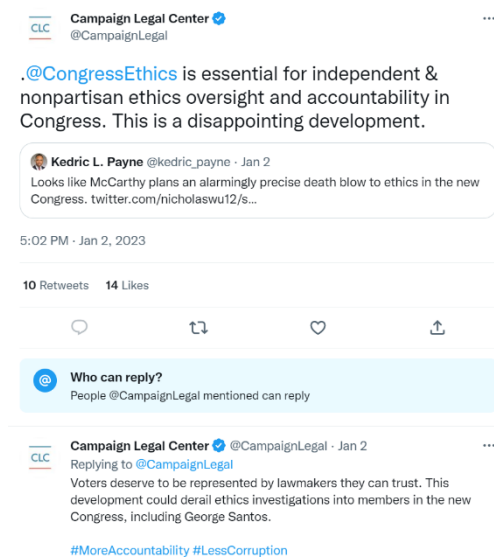 CLC
Campaign Legal Center
@CampaignLegal
.@CongressEthics is essential for independent &
nonpartisan ethics oversight and accountability in
Congress. This is a disappointing development.
Kedric L. Payne @kedric_payne · Jan 2
Looks like McCarthy plans an alarmingly precise death blow to ethics in the new
Congress. twitter.com/nicholaswu12/s...
5:02 PM · Jan 2, 2023
10 Retweets 14 Likes
@
Who can reply?
People @CampaignLegal mentioned can reply
CLC
Campaign Legal Center @CampaignLegal · Jan 2
Replying to @CampaignLegal
Voters deserve to be represented by lawmakers they can trust. This
development could derail ethics investigations into members in the new
Congress, including George Santos.
#MoreAccountability #LessCorruption